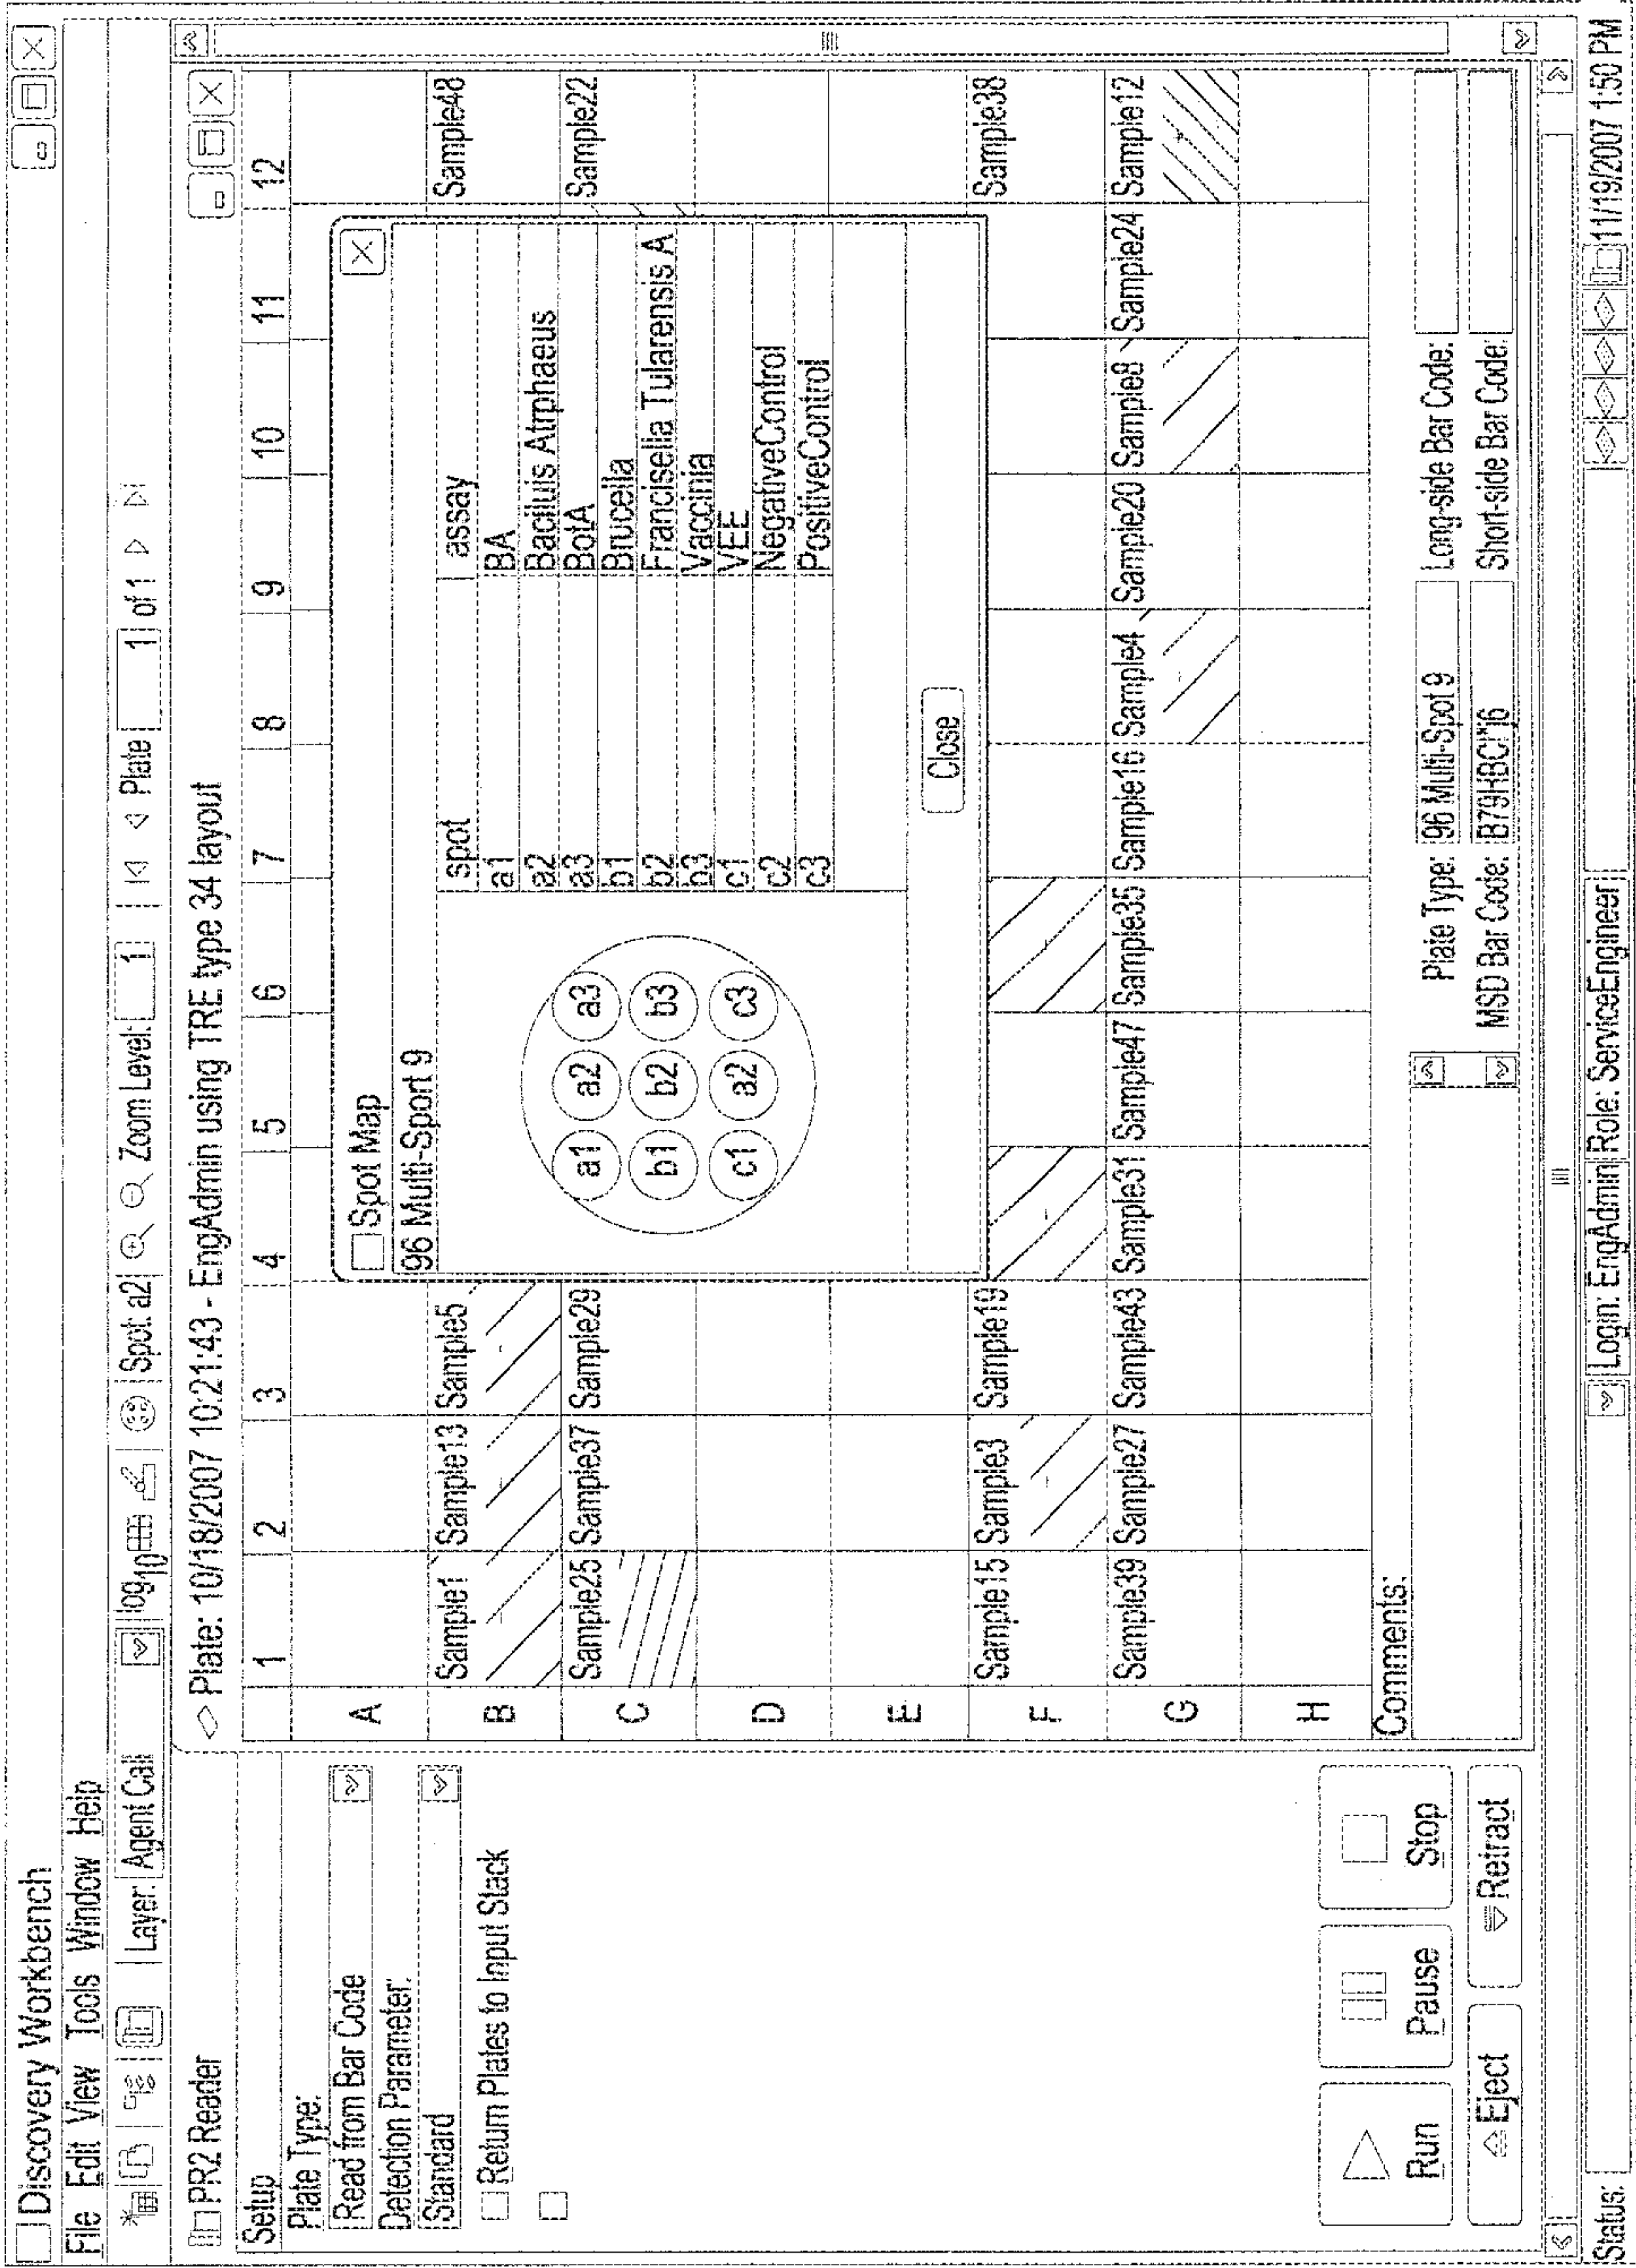 Discovery Workbench
File Edit View Tools Window Help
Layer: Agent Call log10 Spot: a2 Zoom Level: 1 Plate 1 of 1
PR2 Reader
Setup
Plate Type:
Read from Bar Code
Detection Parameter:
Standard
Return Plates to Input Stack
Run Pause Stop
Eject Retract
Plate: 10/18/2007 10:21:43 - EngAdmin using TRE type 34 layout
1 2 3 4 5 6 7 8 9 10 11 12
A
B Sample1 Sample13 Sample5 Sample48
C Sample25 Sample37 Sample29 Sample22
D
E
F Sample15 Sample3 Sample19 Sample38
G Sample39 Sample27 Sample43 Sample31 Sample47 Sample35 Sample16 Sample4 Sample20 Sample8 Sample24 Sample12
H
Spot Map
96 Multi-Sport 9
a1 a2 a3
b1 b2 b3
c1 a2 c3
spot assay
a1 BA
a2 Baciluis Atrphaeus
a3 BotA
b1 Brucella
b2 Francisella Tularensis A
b3 Vaccinia
c1 VEE
c2 NegativeControl
c3 PositiveControl
Close
Comments:
Plate Type: 96 Multi-Spot 9 Long-side Bar Code:
MSD Bar Code: Short-side Bar Code:
Status: Login: EngAdmin Role: ServiceEngineer 11/19/2007 1:50 PM